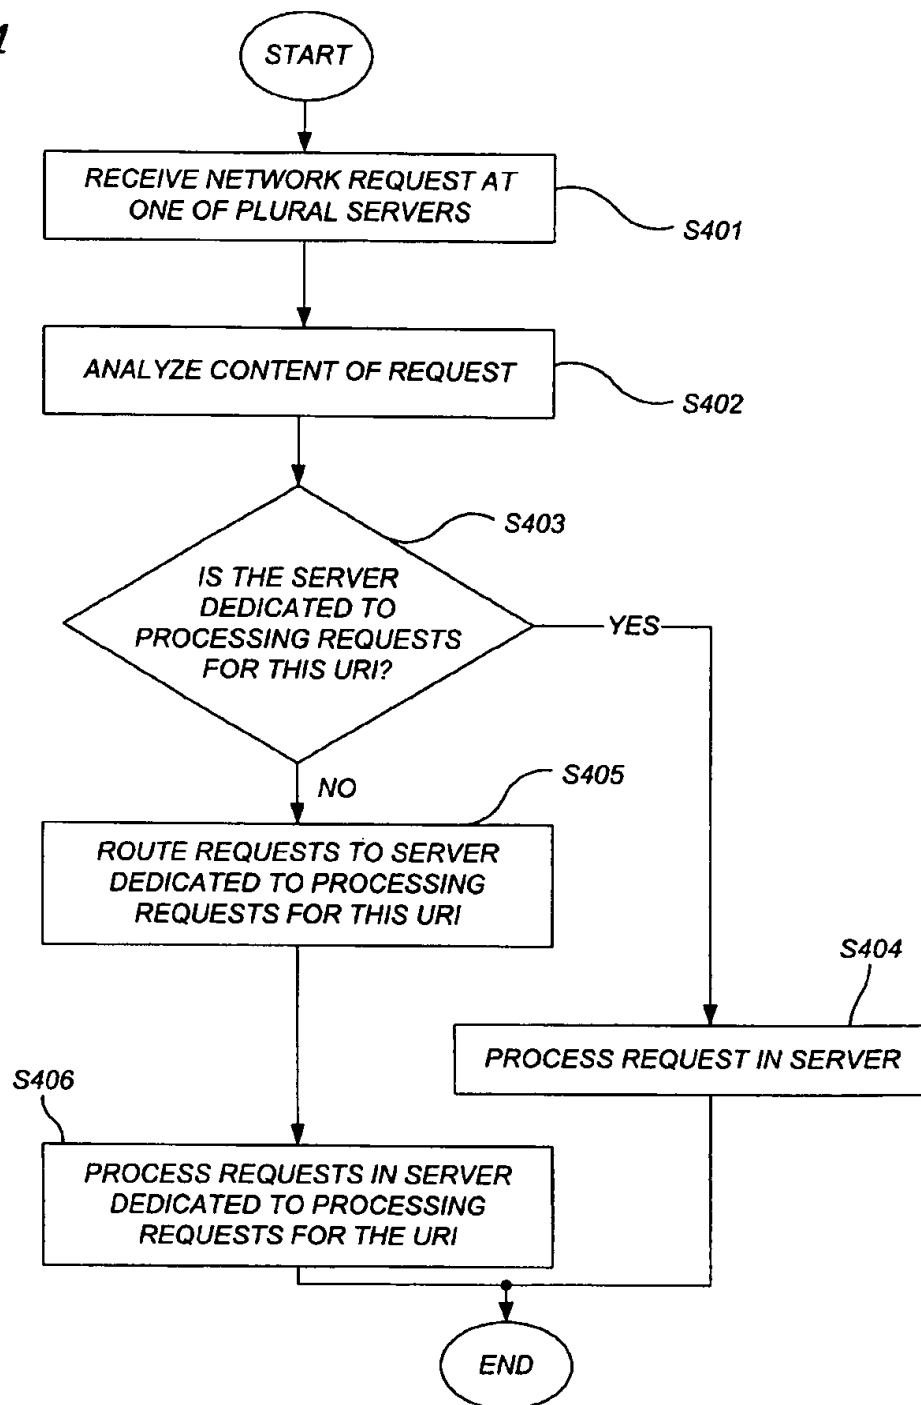 START
RECEIVE NETWORK REQUEST AT
ONE OF PLURAL SERVERS
S401
ANALYZE CONTENT OF REQUEST
S402
S403
IS THE SERVER
DEDICATED TO
PROCESSING REQUESTS
FOR THIS URI?
YES
NO
S405
ROUTE REQUESTS TO SERVER
DEDICATED TO PROCESSING
REQUESTS FOR THIS URI
S404
PROCESS REQUEST IN SERVER
S406
PROCESS REQUESTS IN SERVER
DEDICATED TO PROCESSING
REQUESTS FOR THE URI
END